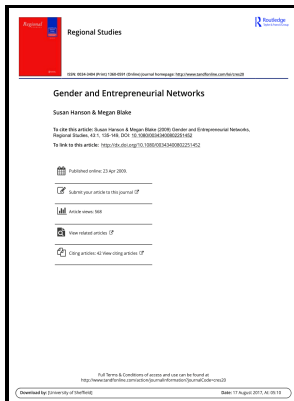 Regional
Regional Studies
Routledge
ISSN: 0034-3404 (Print) 1360-0591 (Online) Journal homepage: http://www.tandfonline.com/loi/cres20
Gender and Entrepreneurial Networks
Susan Hanson & Megan Blake
To cite this article: Susan Hanson & Megan Blake (2009) Gender and Entrepreneurial Networks,
Regional Studies, 43:1, 135-149, DOI: 10.1080/00343400802251452
To link to this article: http://dx.doi.org/10.1080/00343400802251452
Published online: 23 Apr 2009.
Submit your article to this journal
Article views: 568
View related articles
Citing articles: 42 View citing articles
Full Terms & Conditions of access and use can be found at
http://www.tandfonline.com/action/journalInformation?journalCode=cres20
Download by: [University of Sheffield]
Date: 17 August 2017, At: 05:10